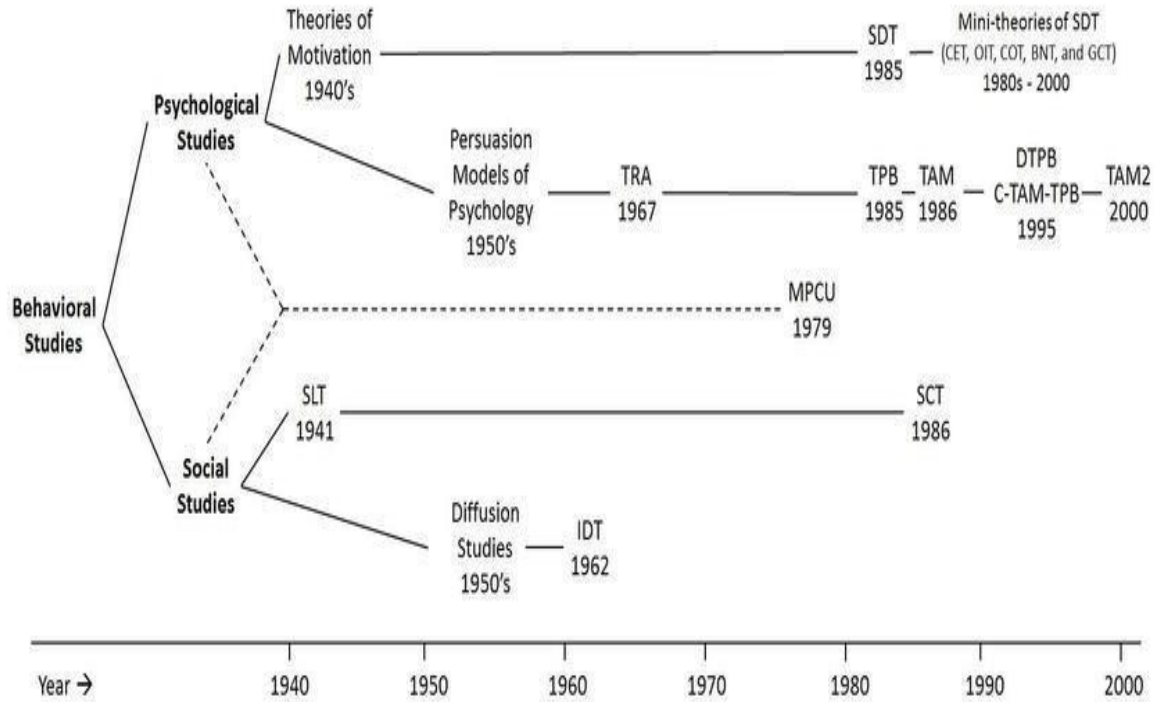 Theories of
Motivation
1940's
SDT
1985
Mini-theories of SDT
(CET, OIT, COT, BNT, and GCT)
1980s - 2000
Psychological
Studies
Persuasion
Models of
Psychology
1950's
TRA
1967
TPB
1985
TAM
1986
DTPB
C-TAM-TPB
1995
TAM2
2000
Behavioral
Studies
MPCU
1979
SLT
1941
SCT
1986
Social
Studies
Diffusion
Studies
1950's
IDT
1962
Year → 1940 1950 1960 1970 1980 1990 2000